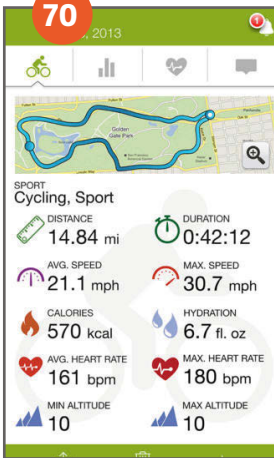 70
, 2013
1
Golden
Gate Park
SPORT
Cycling, Sport
DISTANCE
14.84 mi
DURATION
0:42:12
AVG. SPEED
21.1 mph
MAX. SPEED
30.7 mph
CALORIES
570 kcal
HYDRATION
6.7 fl. oz
AVG. HEART RATE
161 bpm
MAX. HEART RATE
180 bpm
MIN ALTITUDE
10
MAX ALTITUDE
10